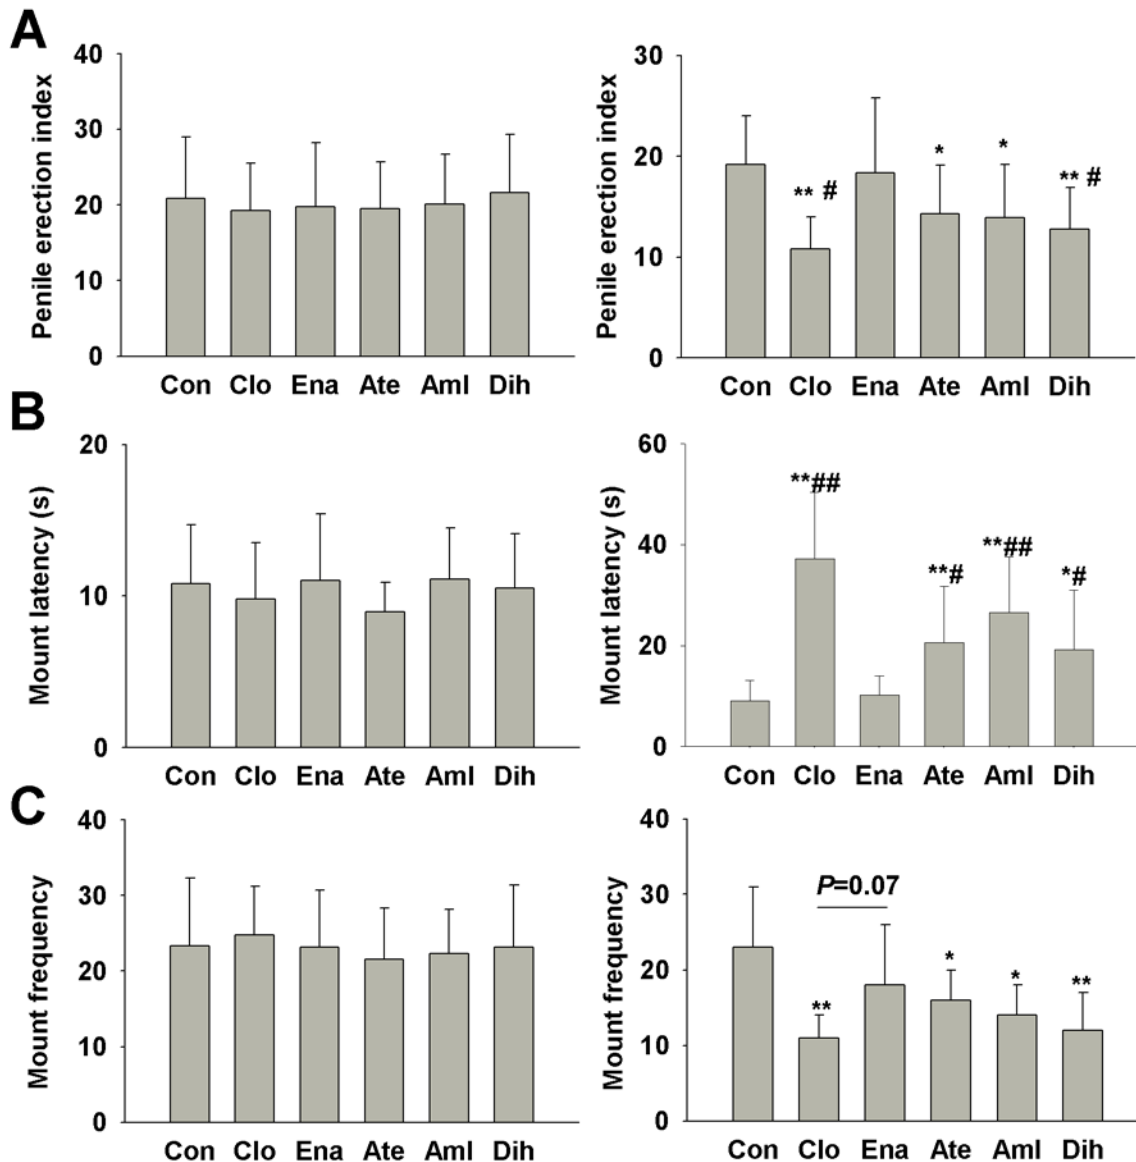 A
Penile erection index
40
30
20
10
0
Con Clo Ena Ate Aml Dih
Penile erection index
30
20
10
0
** #
*
*
** #
Con Clo Ena Ate Aml Dih
B
Mount latency (s)
20
10
0
Con Clo Ena Ate Aml Dih
Mount latency (s)
60
40
20
0
**##
**#
**##
*#
Con Clo Ena Ate Aml Dih
C
Mount frequency
40
30
20
10
0
Con Clo Ena Ate Aml Dih
Mount frequency
40
30
20
10
0
P=0.07
**
*
*
**
Con Clo Ena Ate Aml Dih